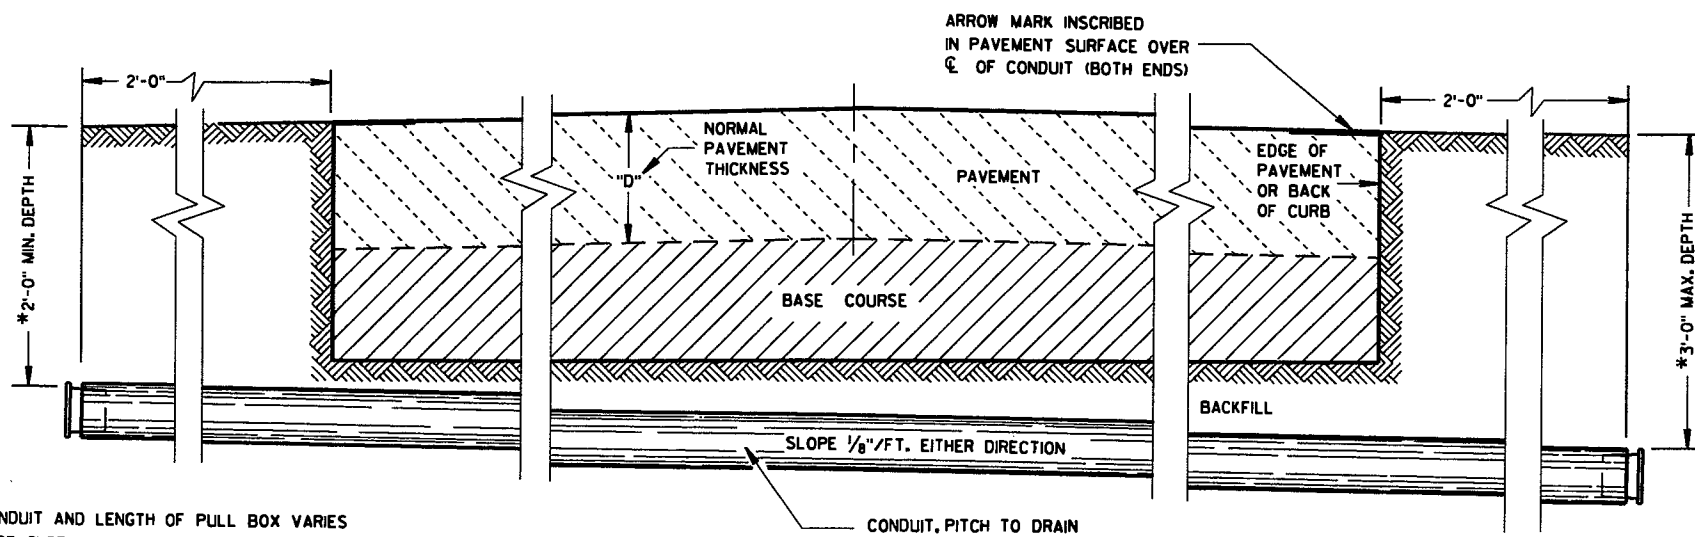 ARROW MARK INSCRIBED
IN PAVEMENT SURFACE OVER
℄ OF CONDUIT (BOTH ENDS)
2'-0"
2'-0"
NORMAL
PAVEMENT
THICKNESS
"D"
PAVEMENT
EDGE OF
PAVEMENT
OR BACK
OF CURB
*2'-0" MIN. DEPTH
*3'-0" MAX. DEPTH
BASE COURSE
BACKFILL
SLOPE 1/8"/FT. EITHER DIRECTION
CONDUIT, PITCH TO DRAIN
NDUIT AND LENGTH OF PULL BOX VARIES